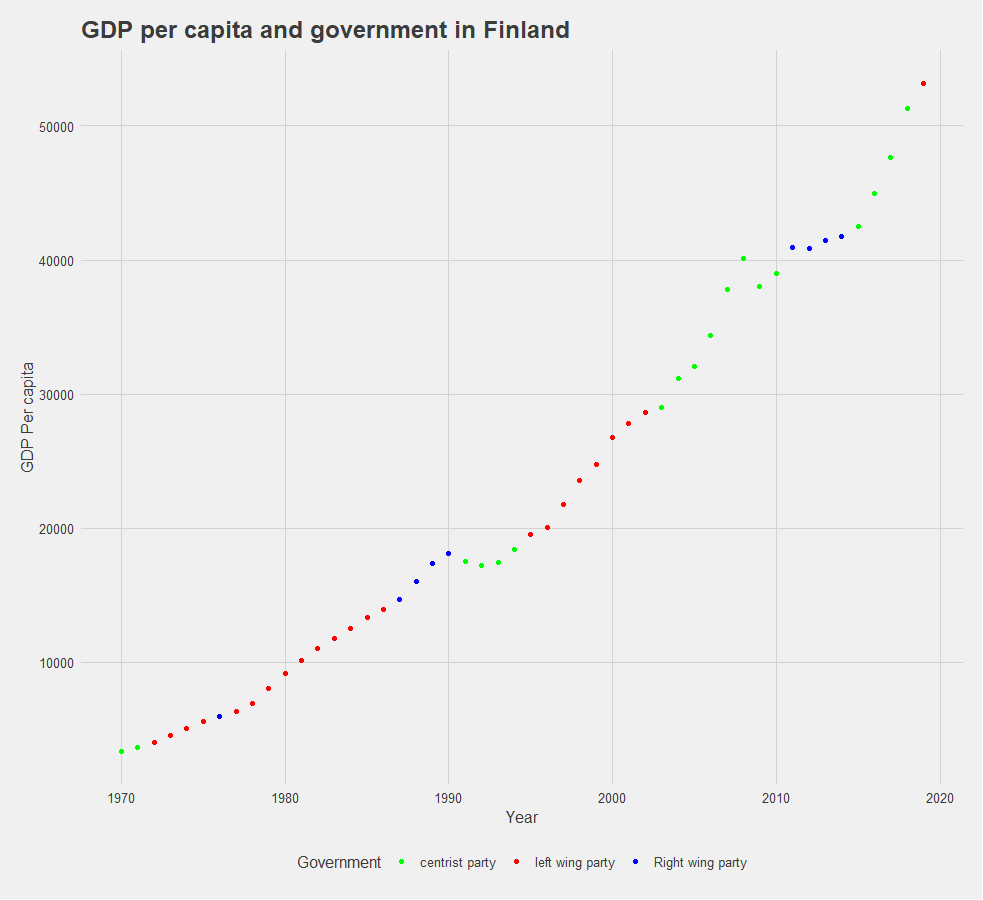 GDP per capita and government in Finland
50000
40000
30000
20000
10000
GDP Per capita
1970 1980 1990 2000 2010 2020
Year
Government centrist party left wing party Right wing party